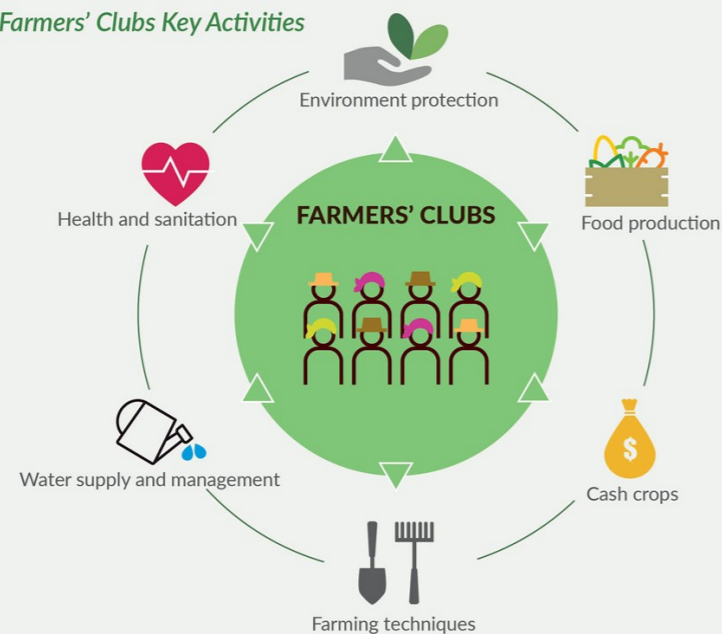 Farmers’ Clubs Key Activities
Environment protection
Health and sanitation
FARMERS’ CLUBS
Food production
Water supply and management
$
Cash crops
Farming techniques